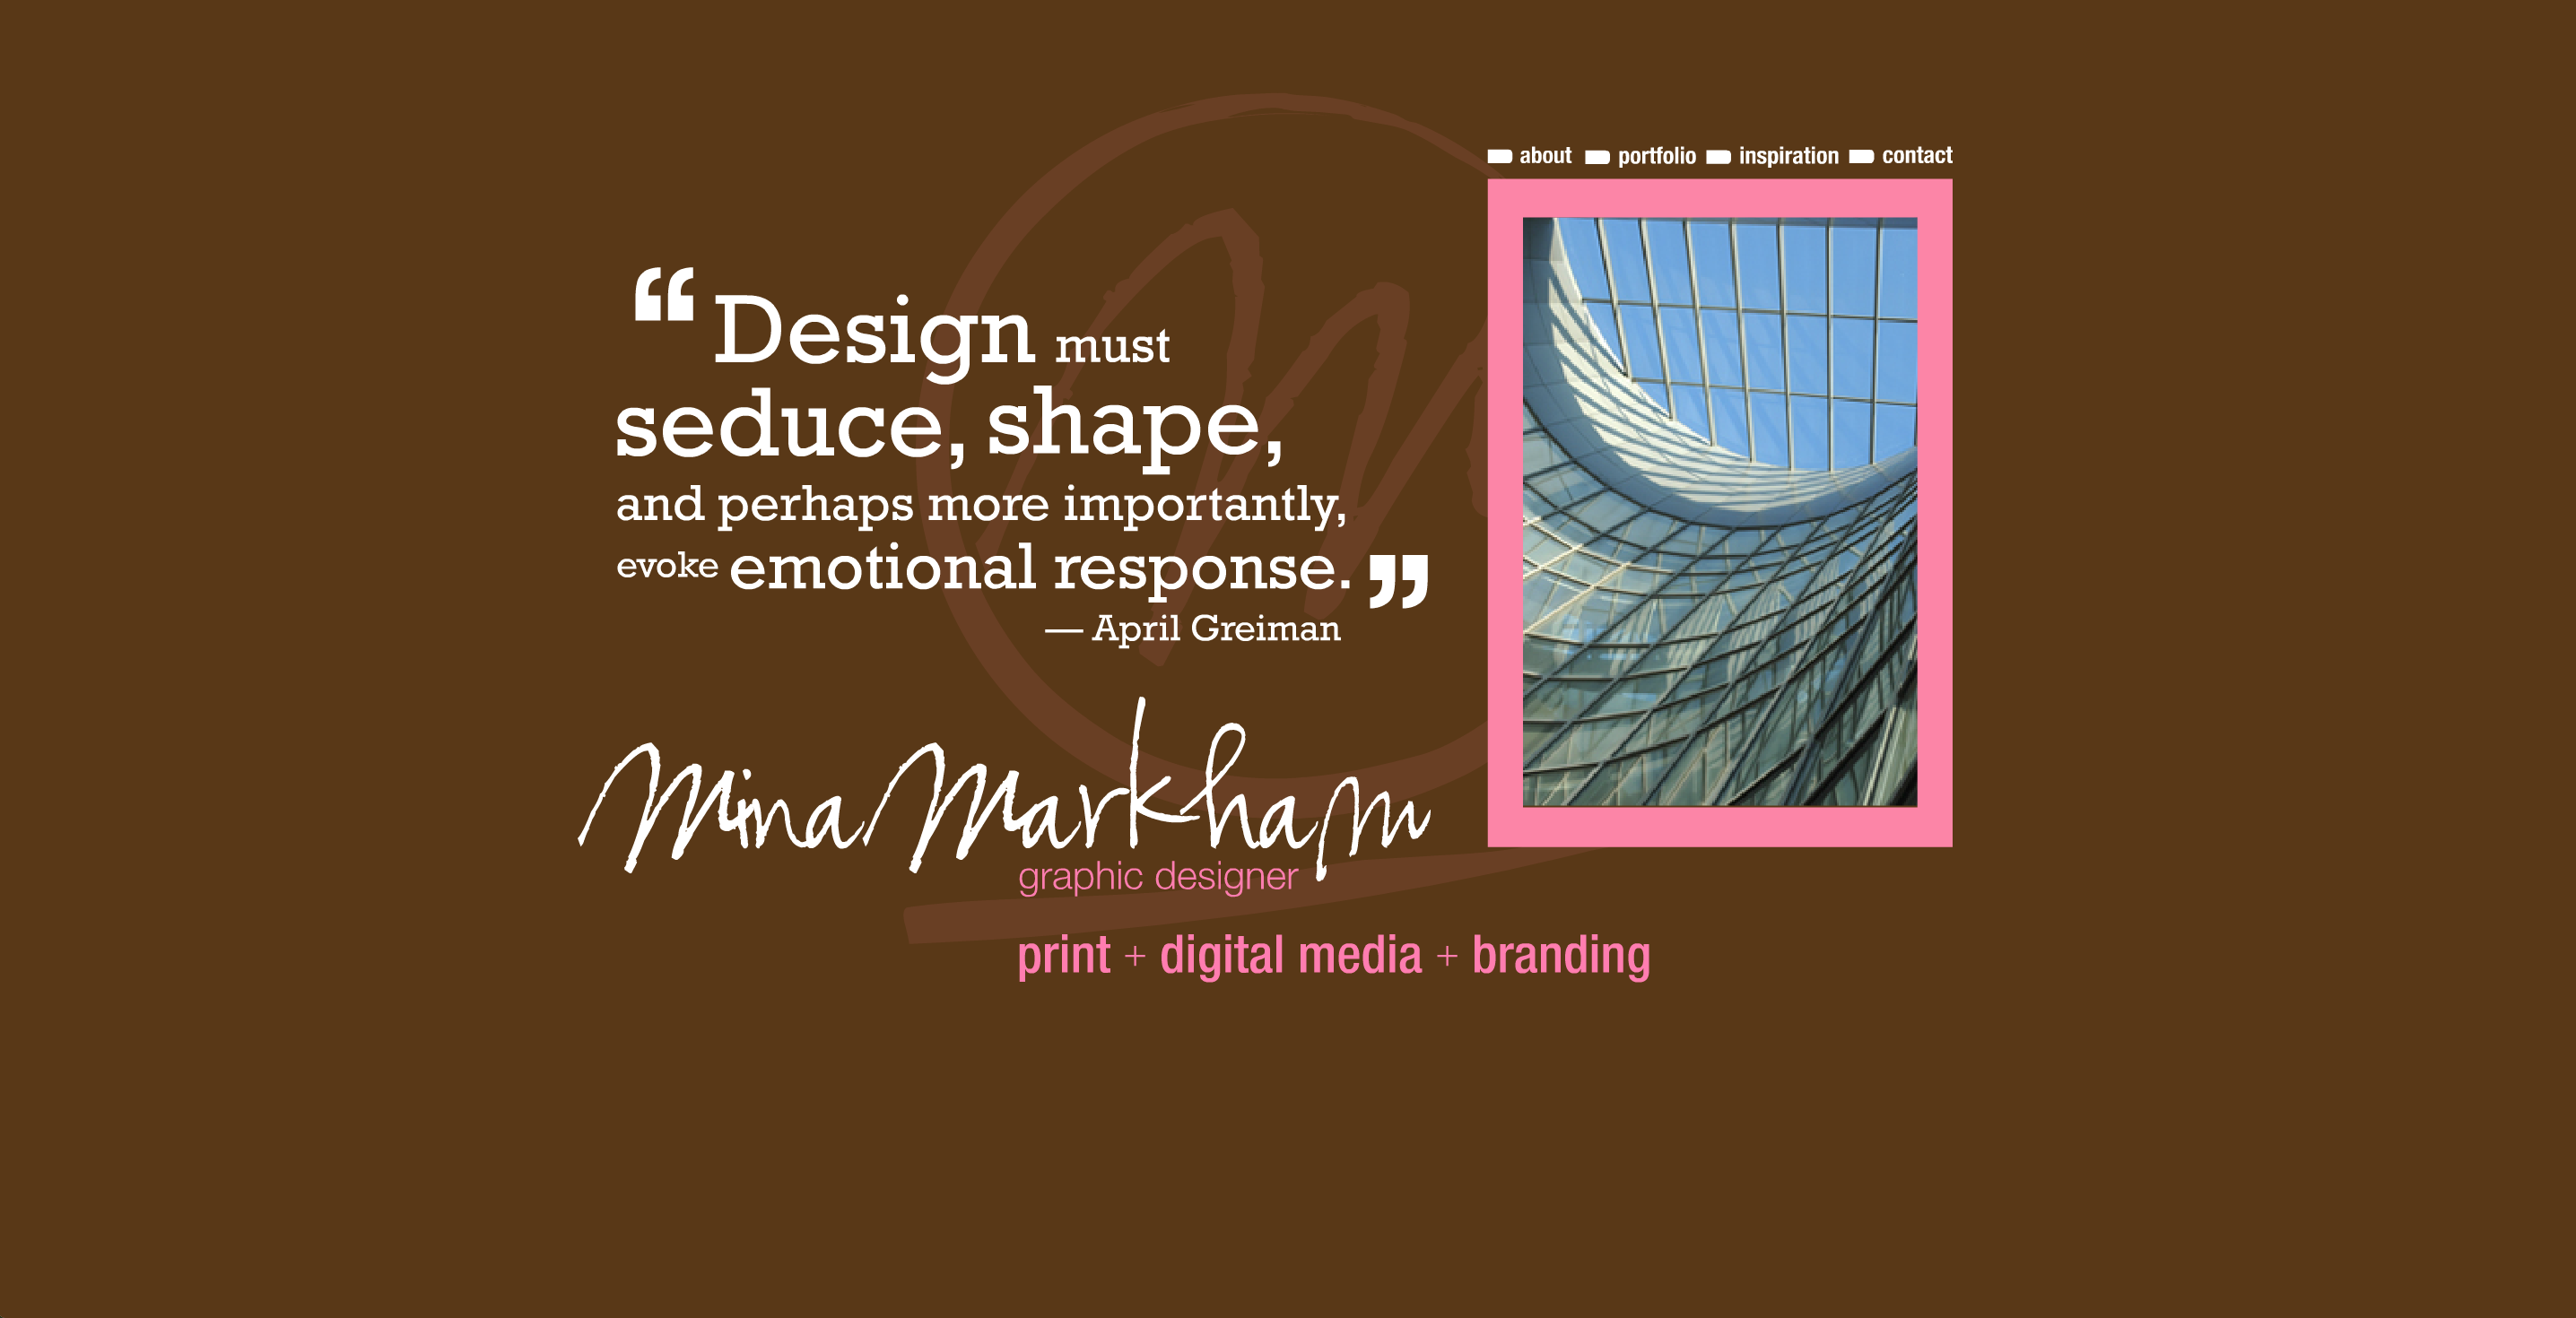 about portfolio inspiration contact
“Design must
seduce, shape,
and perhaps more importantly,
evoke emotional response.”
— April Greiman
Mina Markham
graphic designer
print + digital media + branding